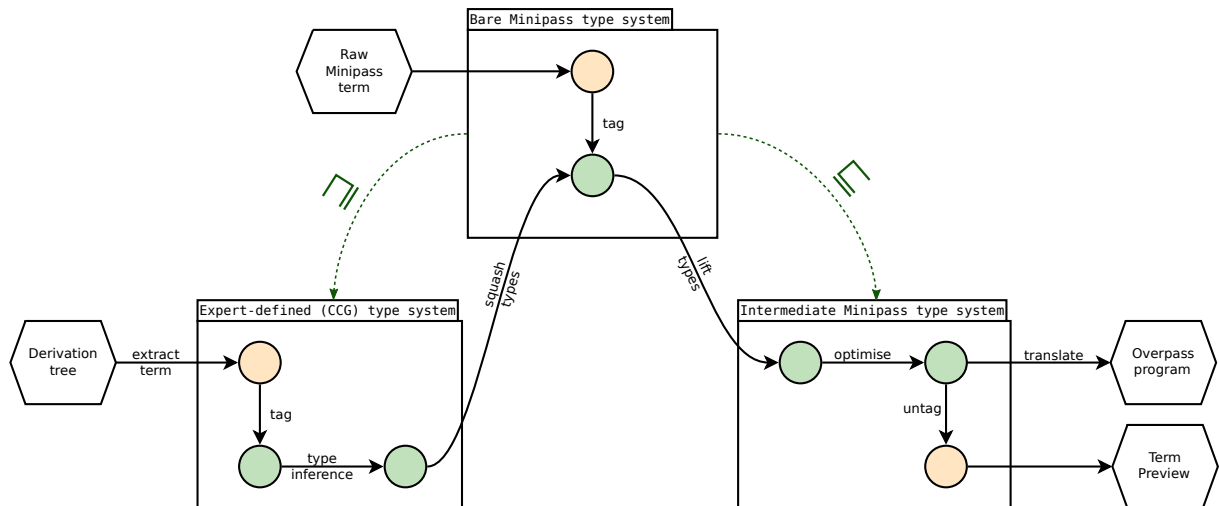 Bare Minipass type system
Raw
Minipass
term
tag
⊑
⊑
squash
types
lift
types
Expert-defined (CCG) type system
Intermediate Minipass type system
Derivation
tree
extract
term
tag
type
inference
optimise
translate
untag
Overpass
program
Term
Preview